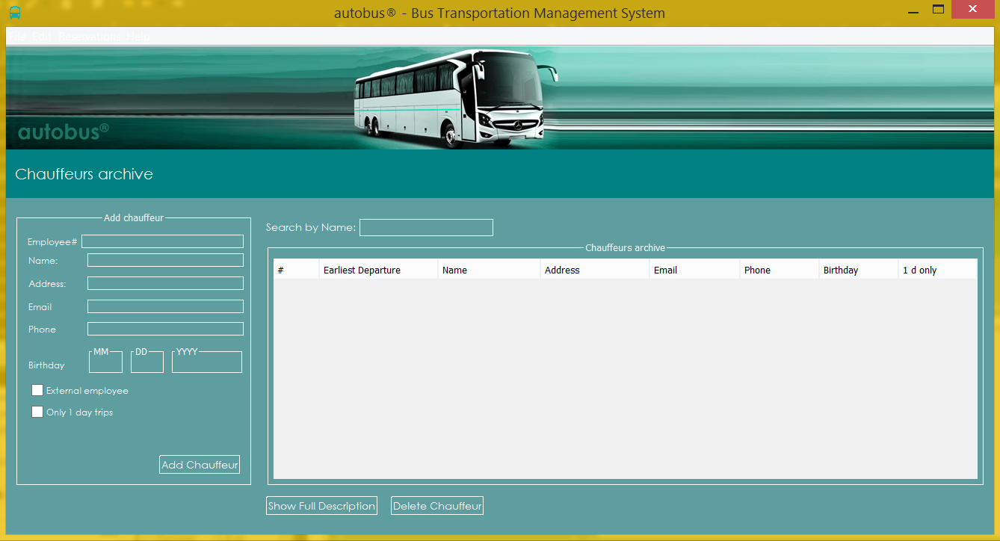 autobus® - Bus Transportation Management System
File Edit Reservations Help
autobus®
Chauffeurs archive
Add chauffeur
Employee#
Name:
Address:
Email
Phone
Birthday MM DD YYYY
External employee
Only 1 day trips
Add Chauffeur
Search by Name:
Chauffeurs archive
# Earliest Departure Name Address Email Phone Birthday 1 d only
Show Full Description Delete Chauffeur